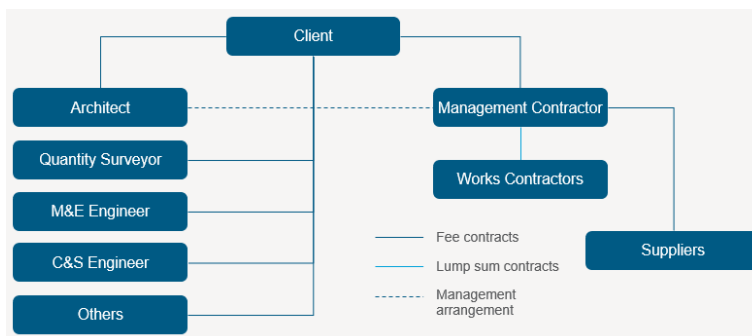 Client
Architect
Management Contractor
Quantity Surveyor
Works Contractors
M&E Engineer
Fee contracts
Suppliers
C&S Engineer
Lump sum contracts
Management
arrangement
Others